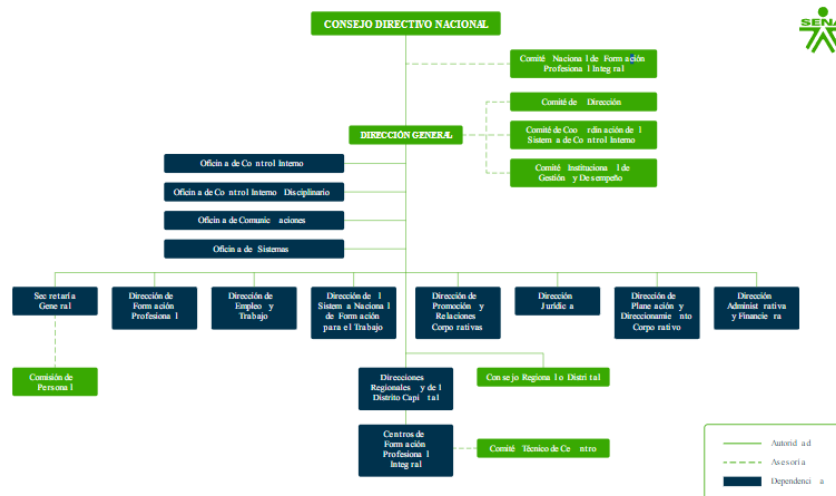 CONSEJO DIRECTIVO NACIONAL
SENA
Comité Nacional de Formación
Profesional Integral
Comité de Dirección
DIRECCIÓN GENERAL
Comité de Coordinación del
Sistema de Control Interno
Comité Institucional de
Gestión y Desempeño
Oficina de Control Interno
Oficina de Control Interno Disciplinario
Oficina de Comunicaciones
Oficina de Sistemas
Secretaría
General
Dirección de
Formación
Profesional
Dirección de
Empleo y
Trabajo
Dirección del
Sistema Nacional
de Formación
para el Trabajo
Dirección de
Promoción y
Relaciones
Corporativas
Dirección
Jurídica
Dirección de
Planeación y
Direccionamiento
Corporativo
Dirección
Administrativa
y Financiera
Comisión de
Personal
Direcciones
Regionales y del
Distrito Capital
Consejo Regional o Distrital
Centros de
Formación
Profesional
Integral
Comité Técnico de Centro
Autoridad
Asesoría
Dependencia